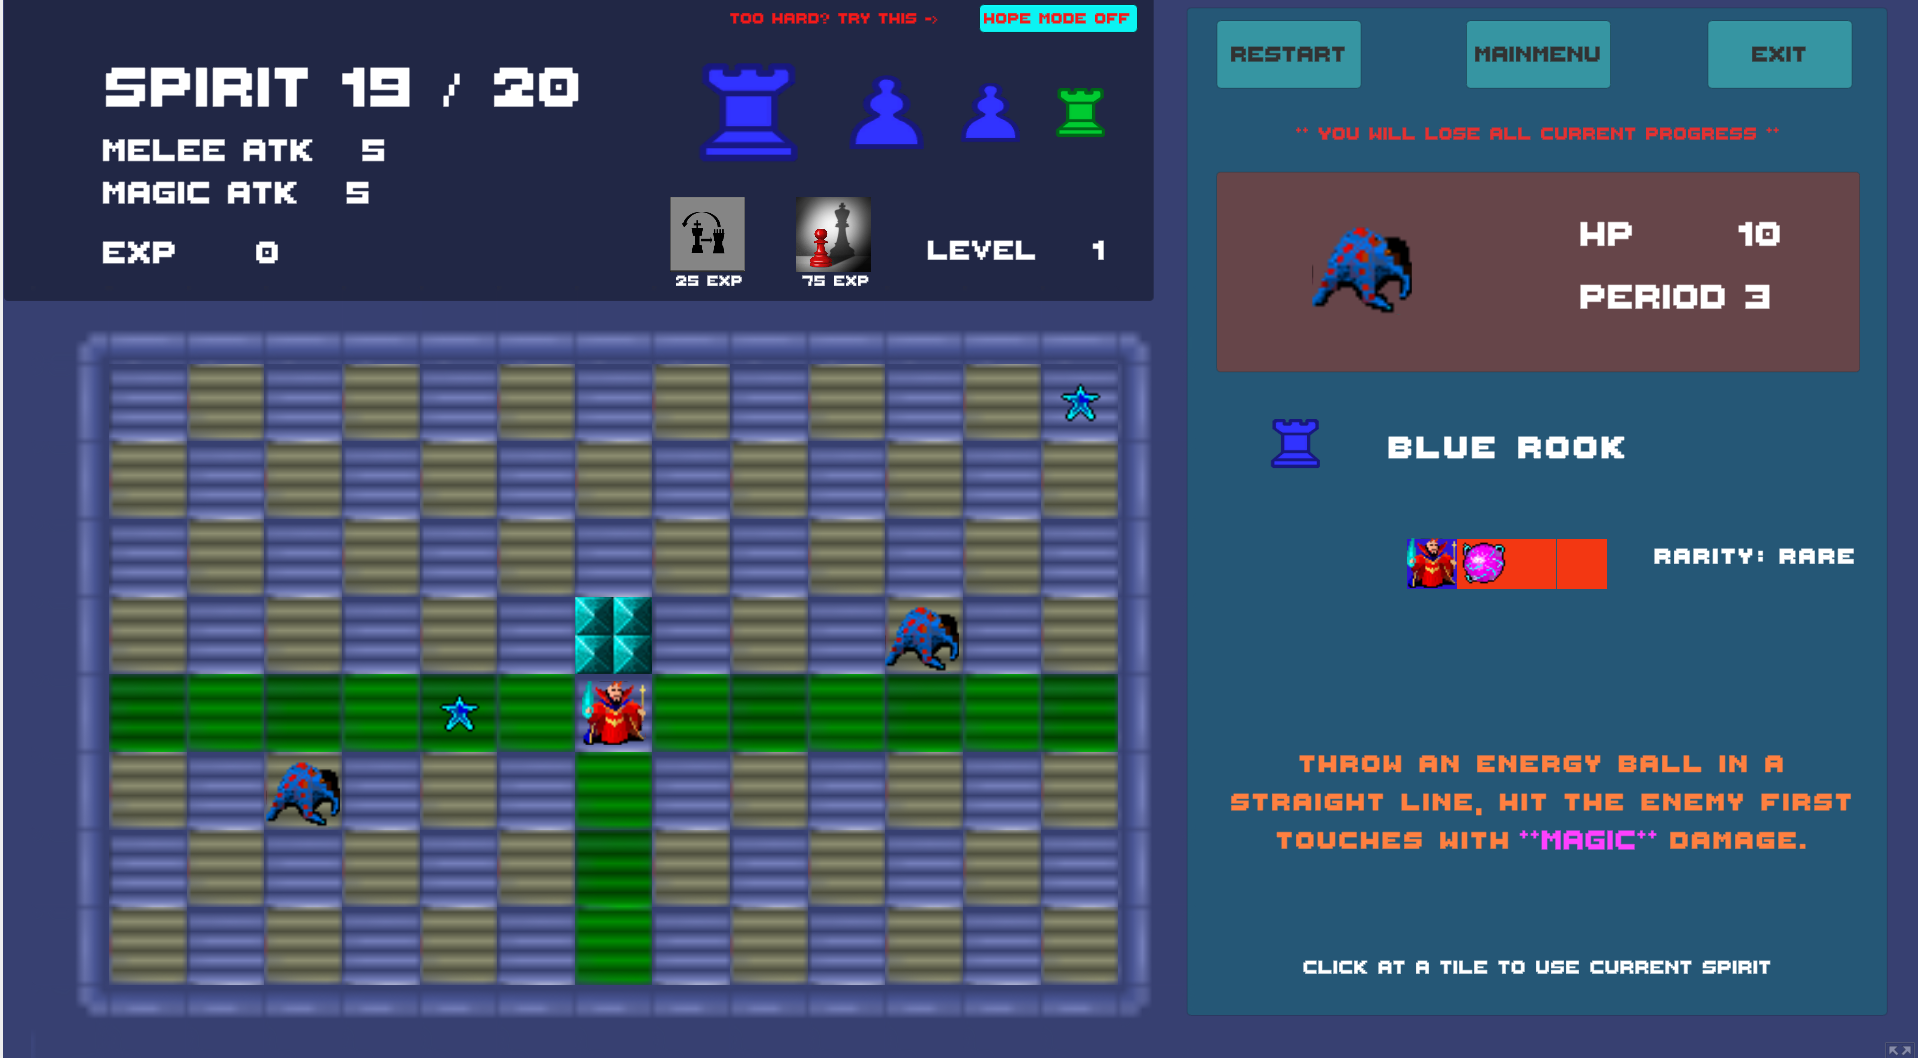 TOO HARD? TRY THIS ->
HOPE MODE OFF
SPIRIT 19 / 20
MELEE ATK 5
MAGIC ATK 5
EXP 0
25 EXP
75 EXP
LEVEL 1
RESTART
MAINMENU
EXIT
** YOU WILL LOSE ALL CURRENT PROGRESS **
HP 10
PERIOD 3
BLUE ROOK
RARITY: RARE
THROW AN ENERGY BALL IN A
STRAIGHT LINE, HIT THE ENEMY FIRST
TOUCHES WITH **MAGIC** DAMAGE.
CLICK AT A TILE TO USE CURRENT SPIRIT